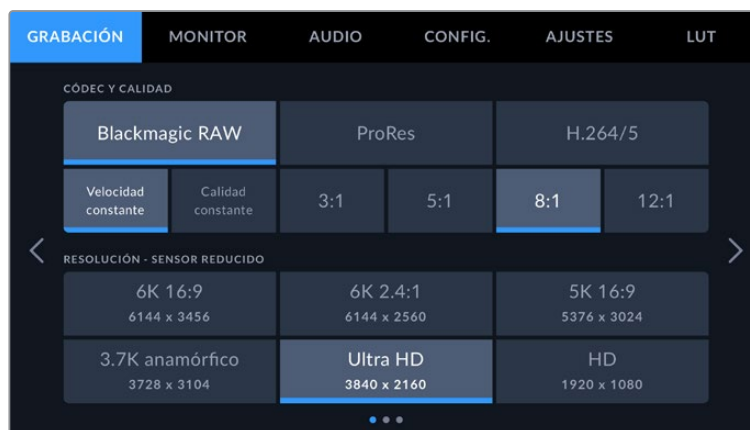 GRABACIÓN MONITOR AUDIO CONFIG. AJUSTES LUT
CÓDEC Y CALIDAD
Blackmagic RAW ProRes H.264/5
Velocidad constante Calidad constante 3:1 5:1 8:1 12:1
RESOLUCIÓN - SENSOR REDUCIDO
6K 16:9 6K 2.4:1 5K 16:9
6144 x 3456 6144 x 2560 5376 x 3024
3.7K anamórfico Ultra HD HD
3728 x 3104 3840 x 2160 1920 x 1080